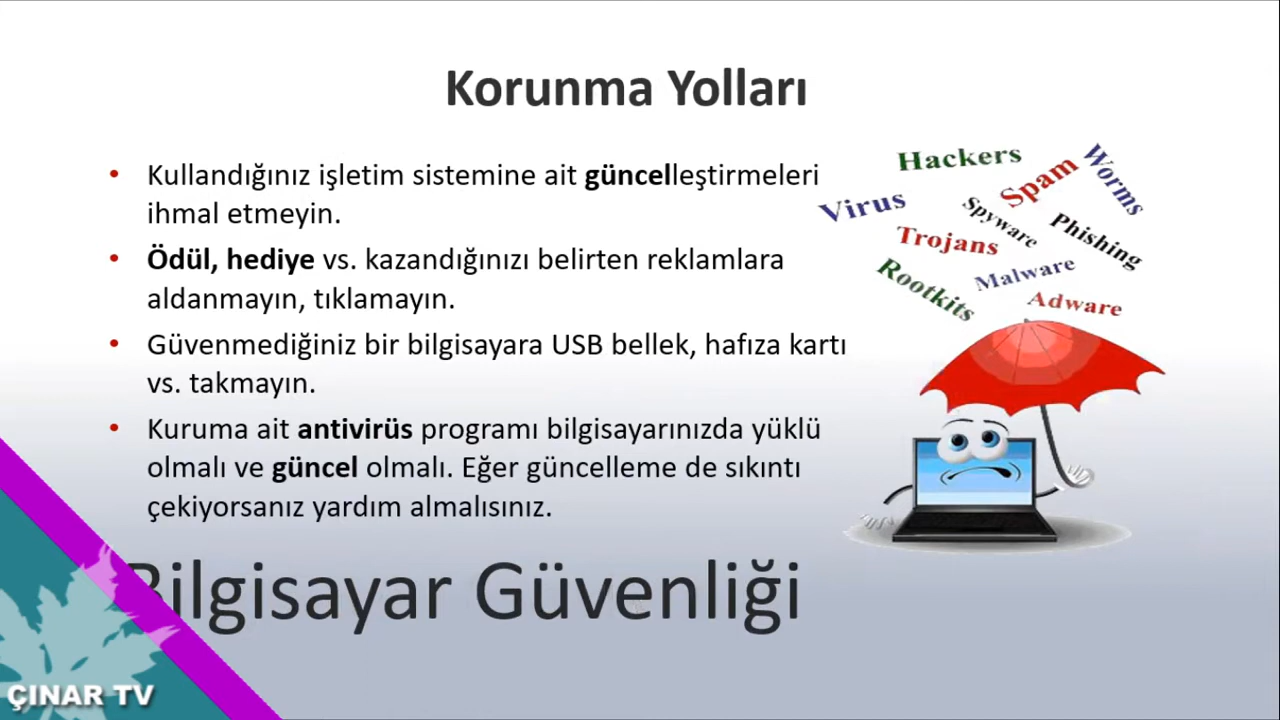 Korunma Yolları
• Kullandığınız işletim sistemine ait güncelleştirmeleri
ihmal etmeyin.
• Ödül, hediye vs. kazandığınızı belirten reklamlara
aldanmayın, tıklamayın.
• Güvenmediğiniz bir bilgisayara USB bellek, hafıza kartı
vs. takmayın.
• Kuruma ait antivirüs programı bilgisayarınızda yüklü
olmalı ve güncel olmalı. Eğer güncelleme de sıkıntı
çekiyorsanız yardım almalısınız.
Hackers
Spam
Worms
Virus
Spyware
Phishing
Trojans
Malware
Rootkits
Adware
Bilgisayar Güvenliği
ÇINAR TV